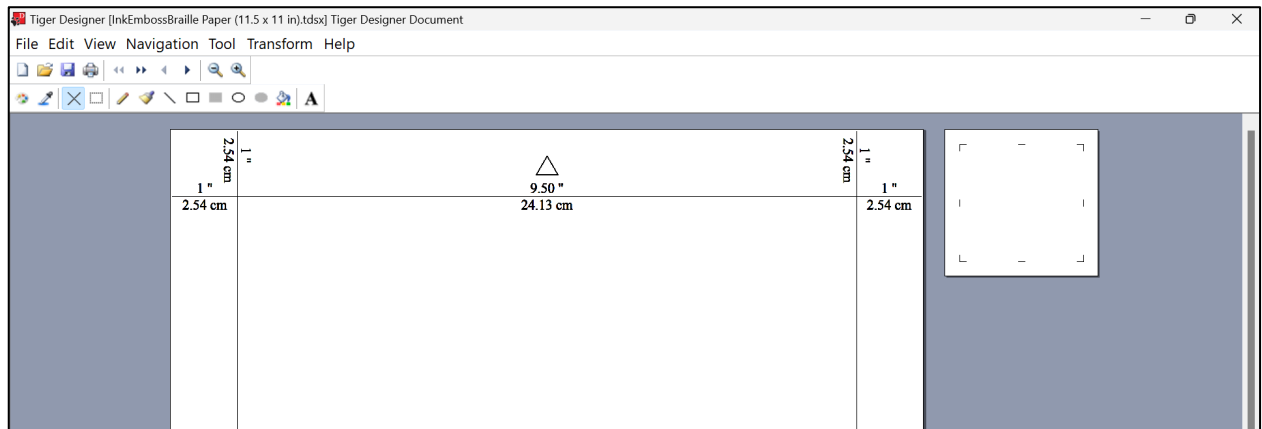 Tiger Designer [InkEmbossBraille Paper (11.5 x 11 in).tdsx] Tiger Designer Document
File Edit View Navigation Tool Transform Help
A
2.54 cm
1 "
2.54 cm
1 "
1 "
9.50 "
1 "
2.54 cm
24.13 cm
2.54 cm